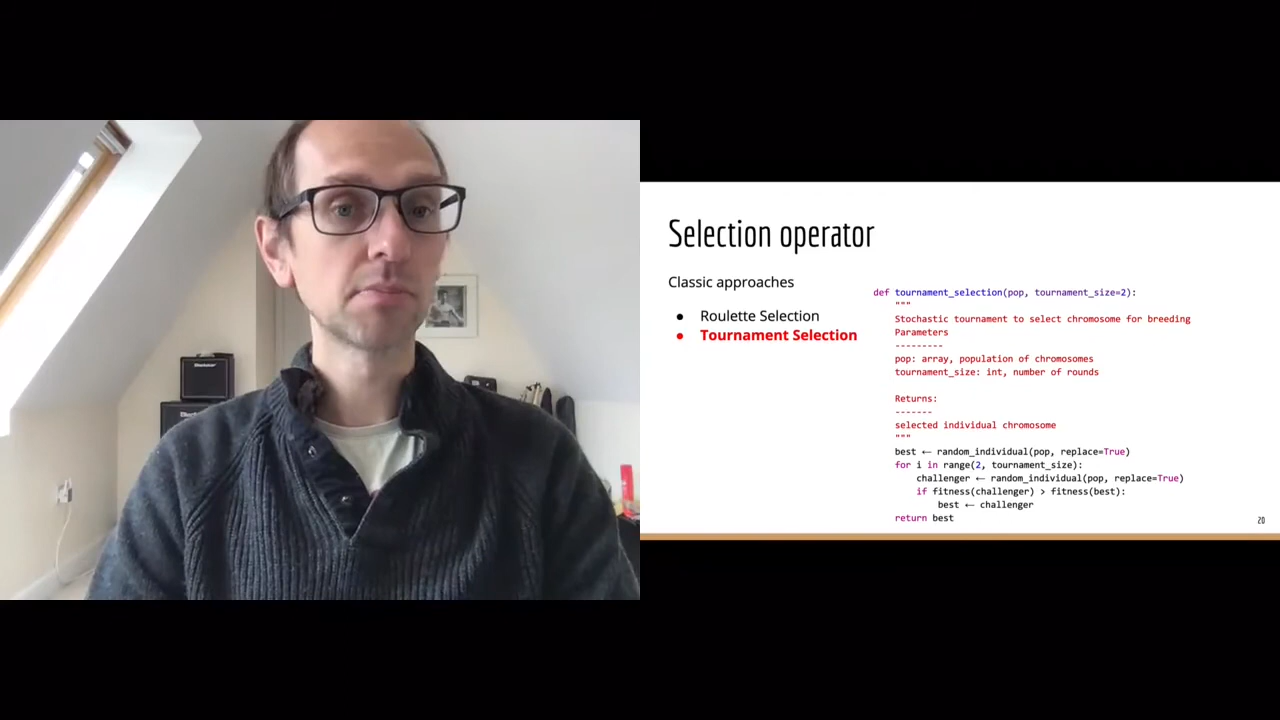 Selection operator
Classic approaches
● Roulette Selection
● Tournament Selection
def tournament_selection(pop, tournament_size=2):
"""
Stochastic tournament to select chromosome for breeding
Parameters
---------
pop: array, population of chromosomes
tournament_size: int, number of rounds
Returns:
-------
selected individual chromosome
"""
best ← random_individual(pop, replace=True)
for i in range(2, tournament_size):
challenger ← random_individual(pop, replace=True)
if fitness(challenger) > fitness(best):
best ← challenger
return best
20